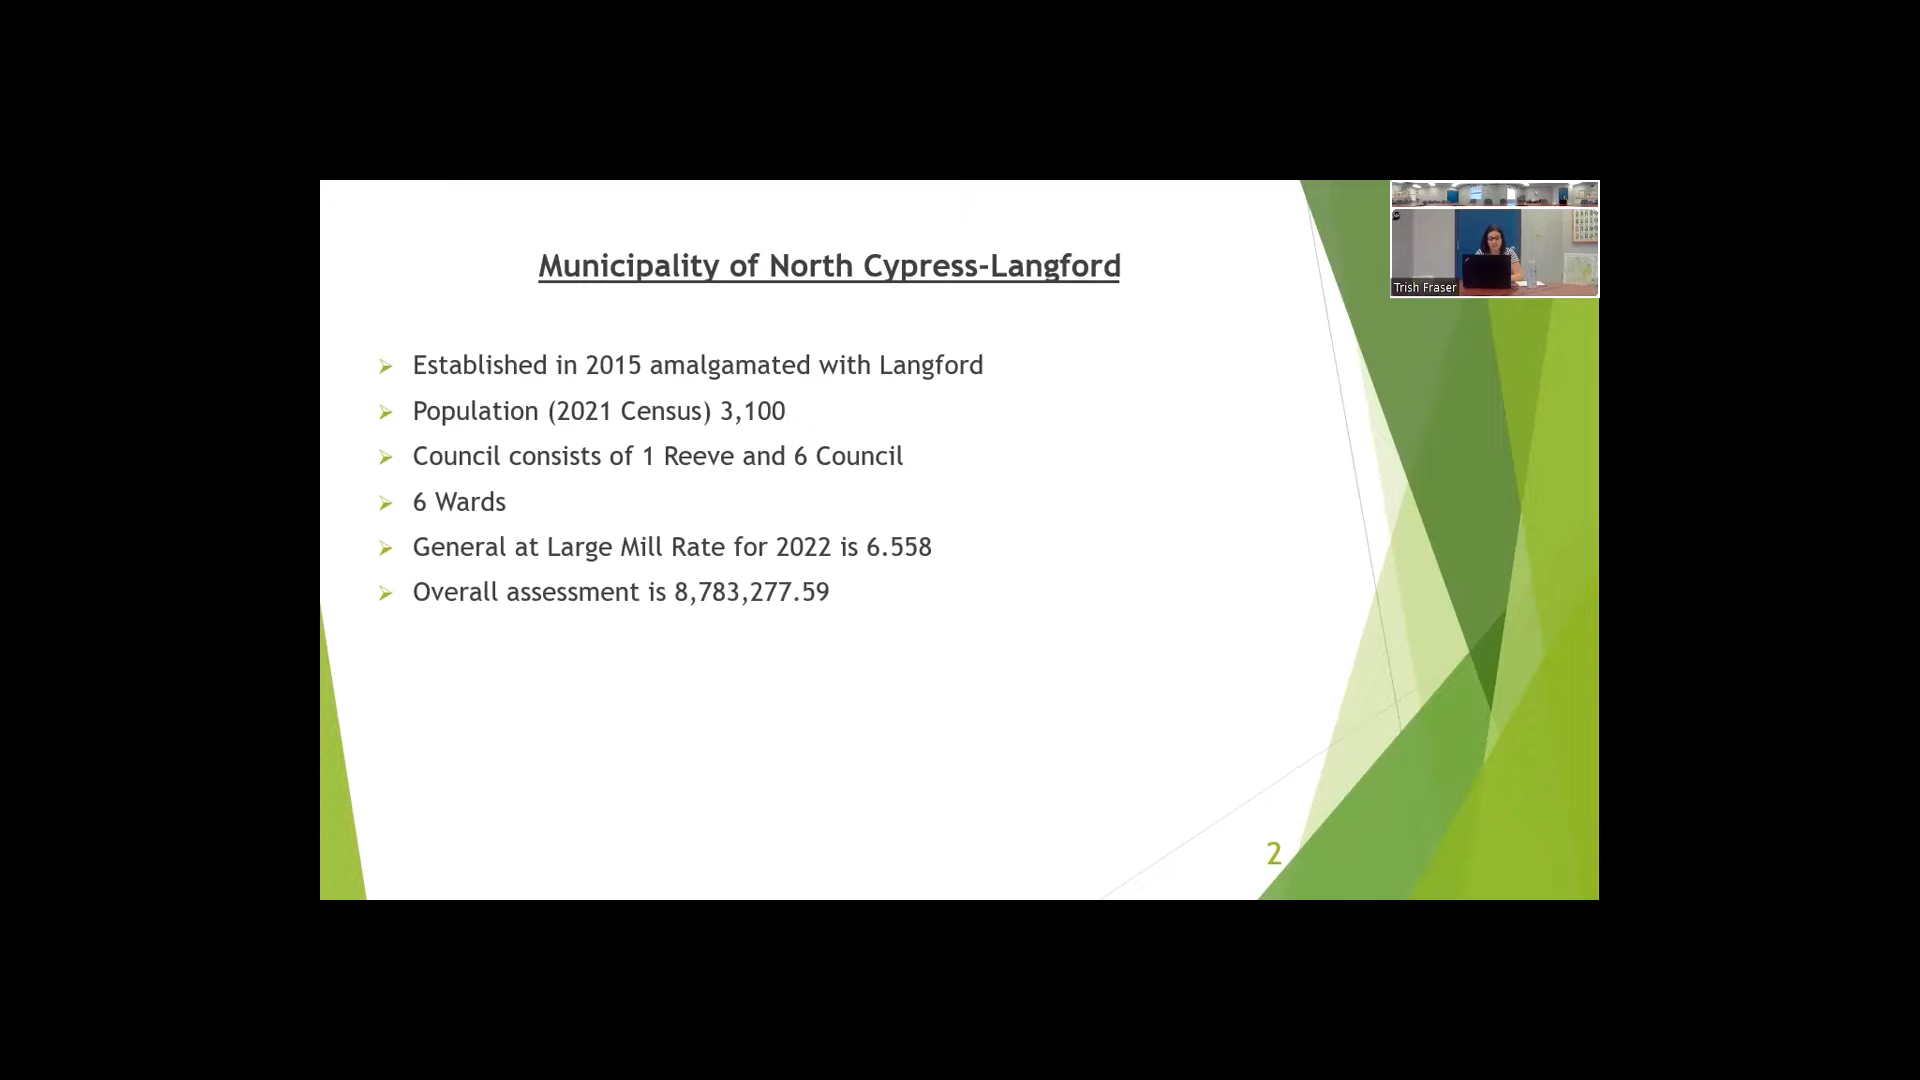 Municipality of North Cypress-Langford
Established in 2015 amalgamated with Langford
Population (2021 Census) 3,100
Council consists of 1 Reeve and 6 Council
6 Wards
General at Large Mill Rate for 2022 is 6.558
Overall assessment is 8,783,277.59
2
Trish Fraser